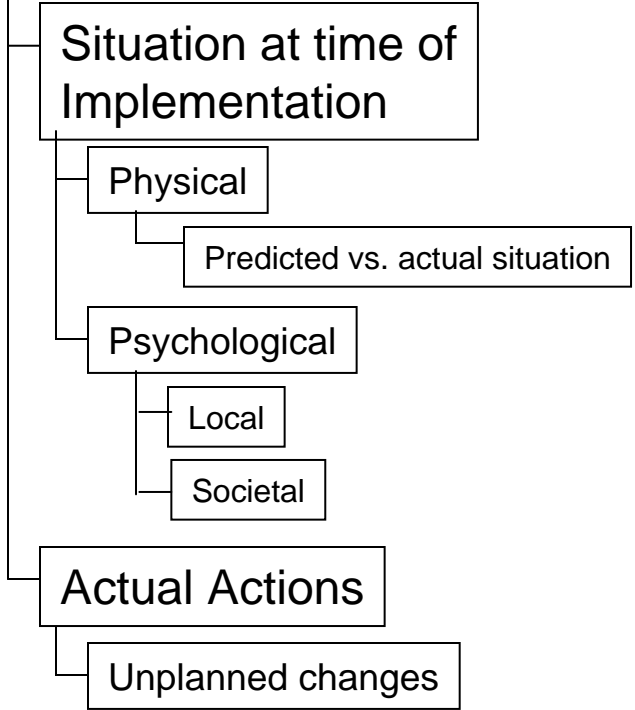 Situation at time of
Implementation
Physical
Predicted vs. actual situation
Psychological
Local
Societal
Actual Actions
Unplanned changes